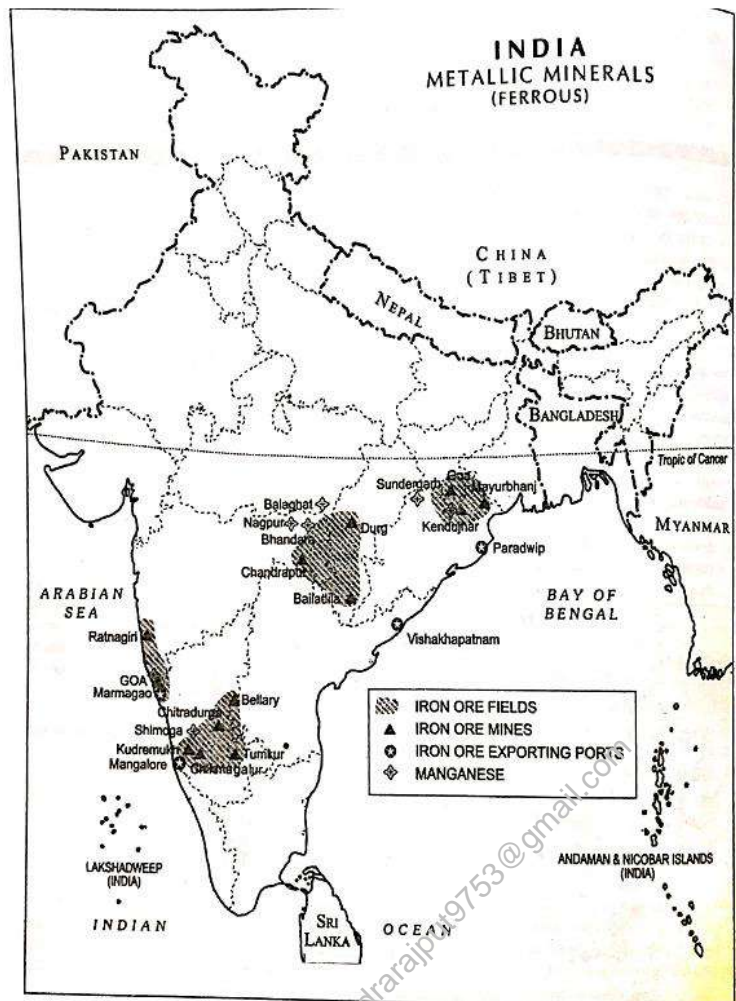 INDIA
METALLIC MINERALS
(FERROUS)
PAKISTAN
CHINA
(TIBET)
NEPAL
BHUTAN
BANGLADESH
Tropic of Cancer
MYANMAR
Sundergarh
Mayurbhanj
Kendujhar
Paradwip
Balaghat
Nagpur
Bhandara
Durg
Chandrapur
Bailadila
ARABIAN
SEA
BAY OF
BENGAL
Vishakhapatnam
Ratnagiri
GOA
Marmagao
Bellary
Chitradurga
Shimoga
Kudremukh
Tumkur
Mangalore
Chikmagalur
IRON ORE FIELDS
IRON ORE MINES
IRON ORE EXPORTING PORTS
MANGANESE
LAKSHADWEEP
(INDIA)
ANDAMAN & NICOBAR ISLANDS
(INDIA)
INDIAN
OCEAN
SRI
LANKA